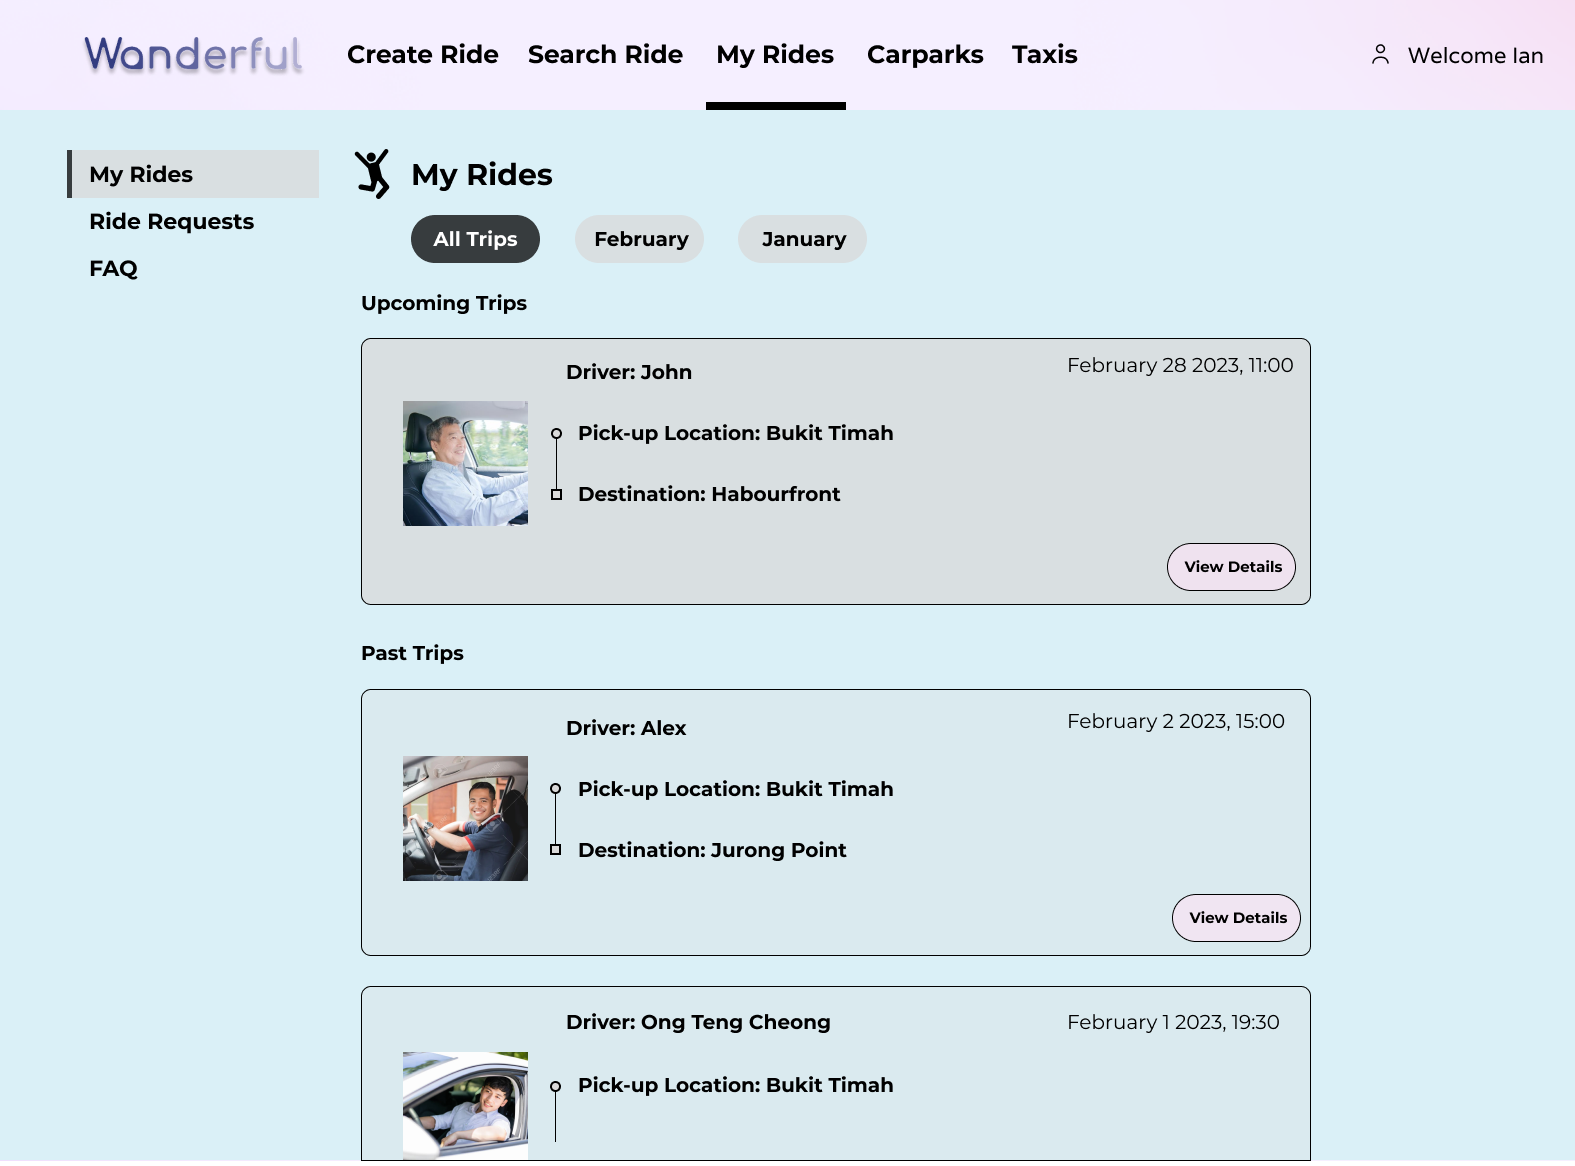 Wanderful
Create Ride
Search Ride
My Rides
Carparks
Taxis
Welcome Ian
My Rides
Ride Requests
FAQ
My Rides
All Trips
February
January
Upcoming Trips
Driver: John
February 28 2023, 11:00
Pick-up Location: Bukit Timah
Destination: Habourfront
View Details
Past Trips
Driver: Alex
February 2 2023, 15:00
Pick-up Location: Bukit Timah
Destination: Jurong Point
View Details
Driver: Ong Teng Cheong
February 1 2023, 19:30
Pick-up Location: Bukit Timah